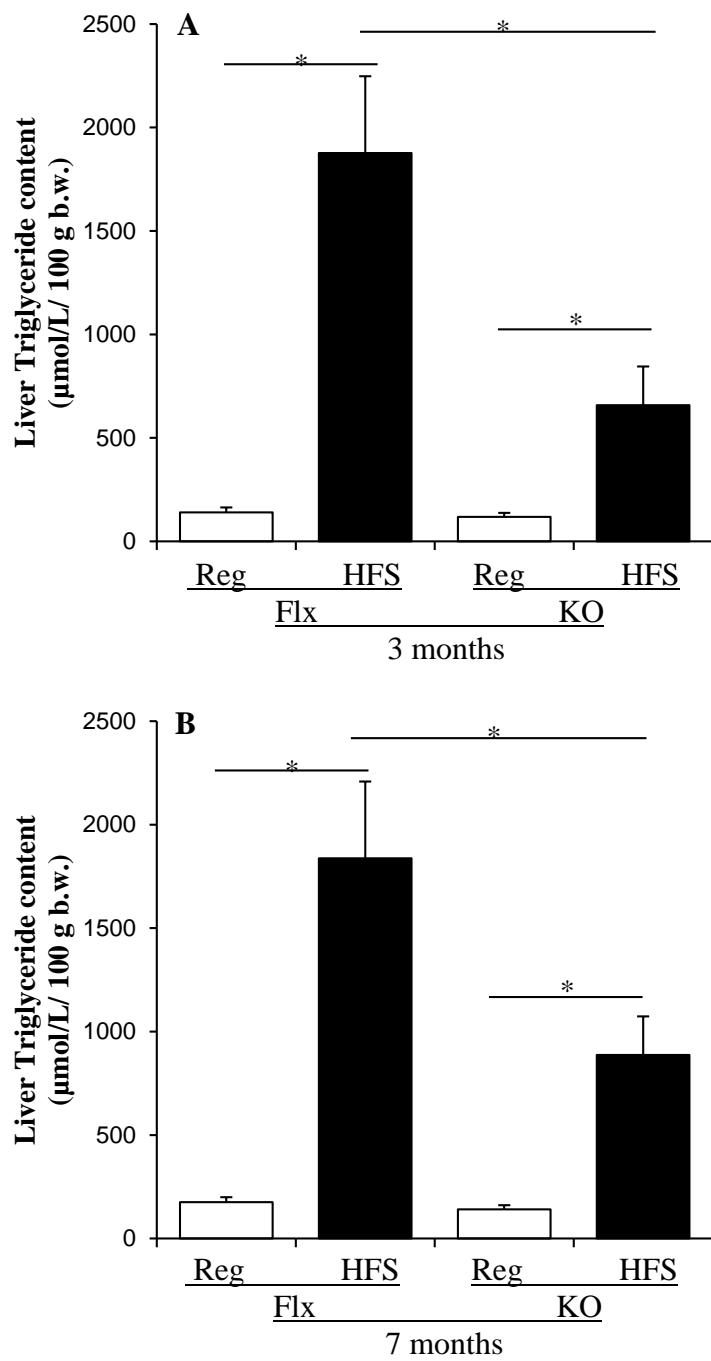 A
2500
2000
1500
1000
500
0
Liver Triglyceride content
(µmol/L/ 100 g b.w.)
*
*
*
Reg HFS Reg HFS
Flx KO
3 months
B
2500
2000
1500
1000
500
0
Liver Triglyceride content
(µmol/L/ 100 g b.w.)
*
*
*
Reg HFS Reg HFS
Flx KO
7 months